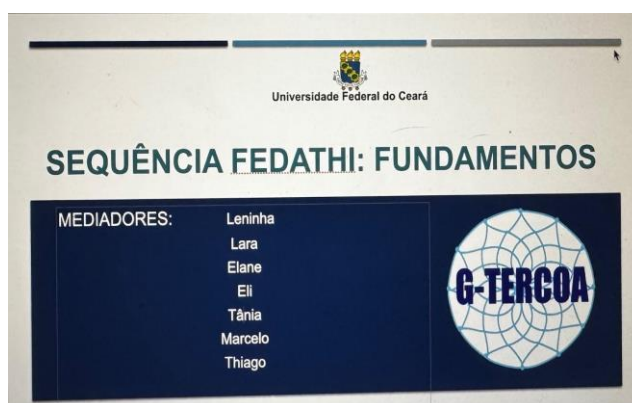 Universidade Federal do Ceará
SEQUÊNCIA FEDATHI: FUNDAMENTOS
MEDIADORES: Leninha
Lara
Elane
Eli
Tânia
Marcelo
Thiago
G-TERCOA